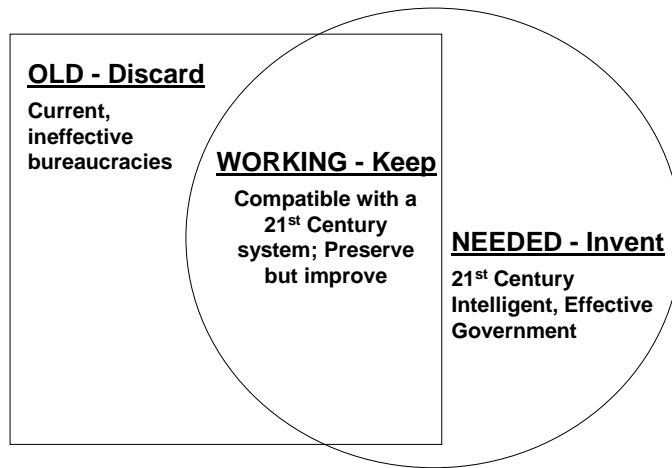 OLD - Discard
Current,
ineffective
bureaucracies
WORKING - Keep
Compatible with a
21st Century
system; Preserve
but improve
NEEDED - Invent
21st Century
Intelligent, Effective
Government